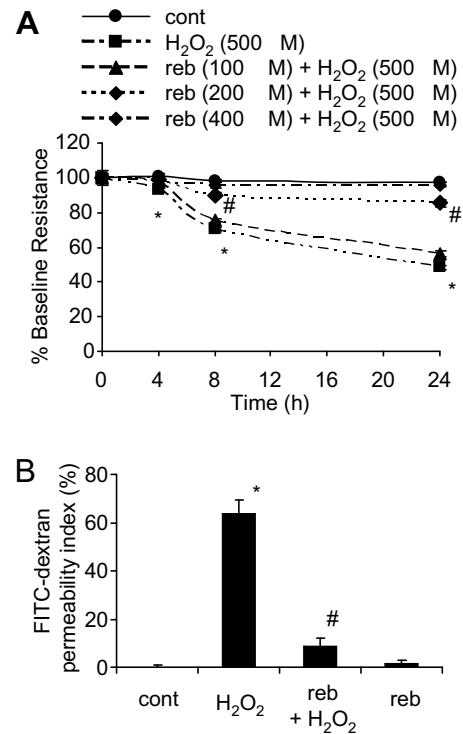 A
cont
H₂O₂ (500 M)
reb (100 M) + H₂O₂ (500 M)
reb (200 M) + H₂O₂ (500 M)
reb (400 M) + H₂O₂ (500 M)
% Baseline Resistance
120
100
80
60
40
20
0
#
#
*
*
*
0 4 8 12 16 20 24
Time (h)
B
FITC-dextran
permeability index (%)
80
60
40
20
0
*
#
cont H₂O₂ reb reb
+ H₂O₂